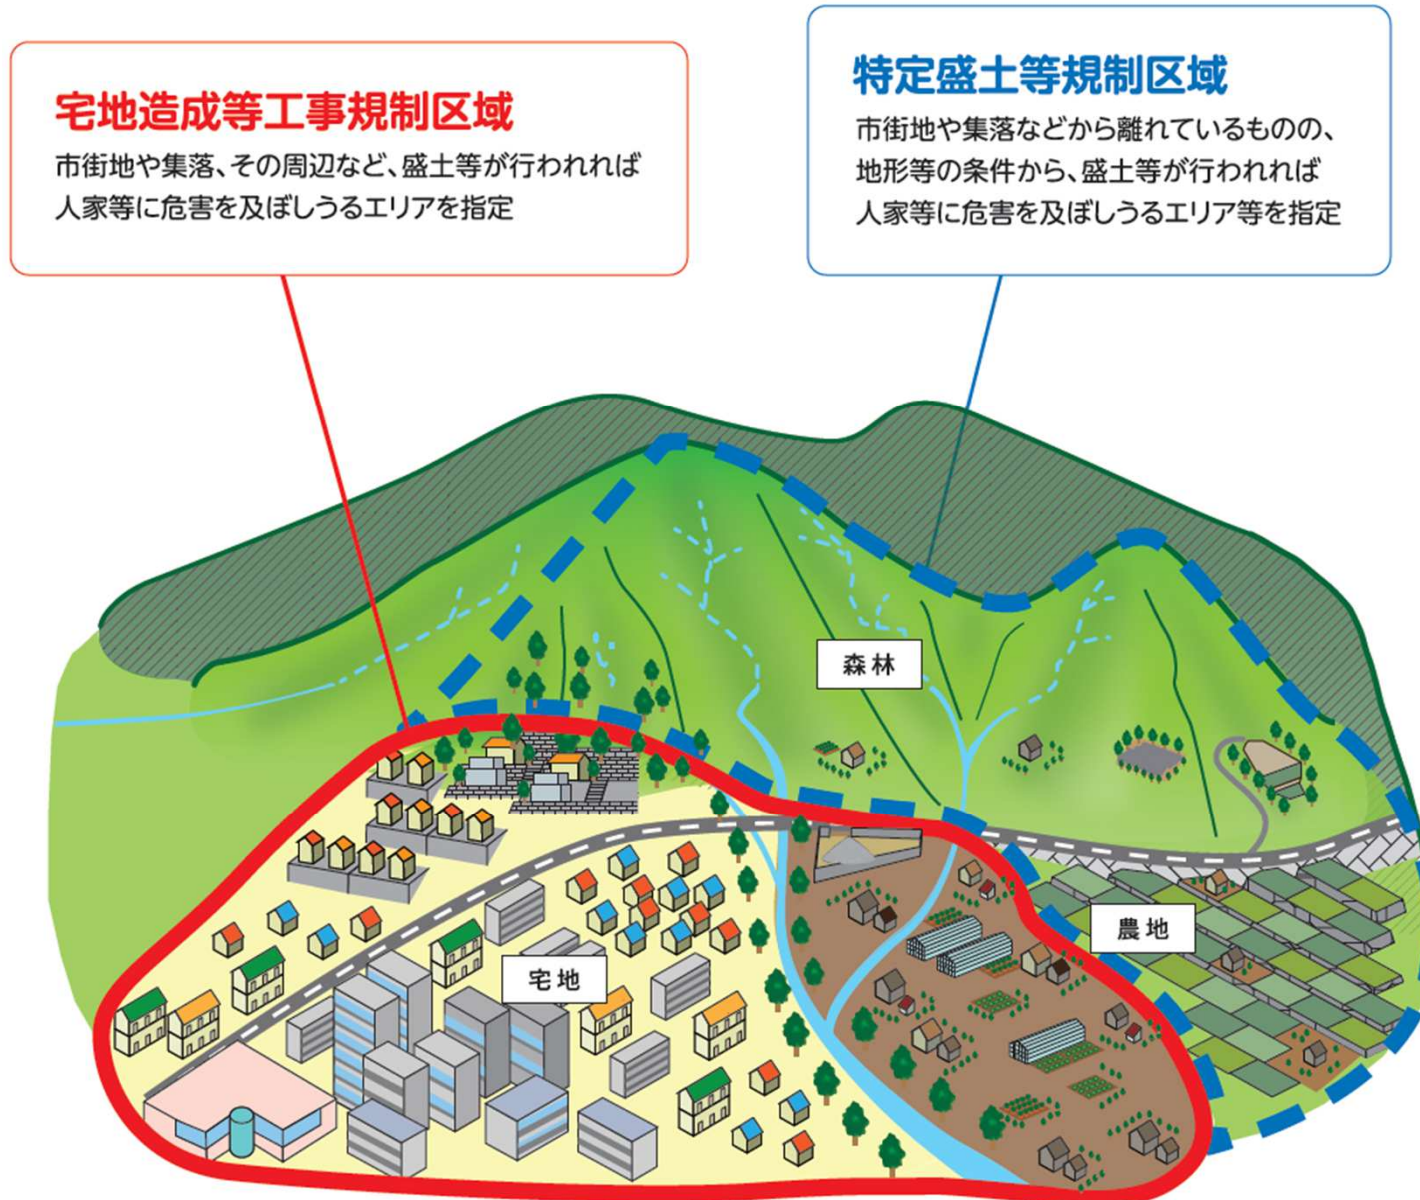 宅地造成等工事規制区域
市街地や集落、その周辺など、盛土等が行われれば
人家等に危害を及ぼしうるエリアを指定
特定盛土等規制区域
市街地や集落などから離れているものの、
地形等の条件から、盛土等が行われれば
人家等に危害を及ぼしうるエリア等を指定
森林
農地
宅地